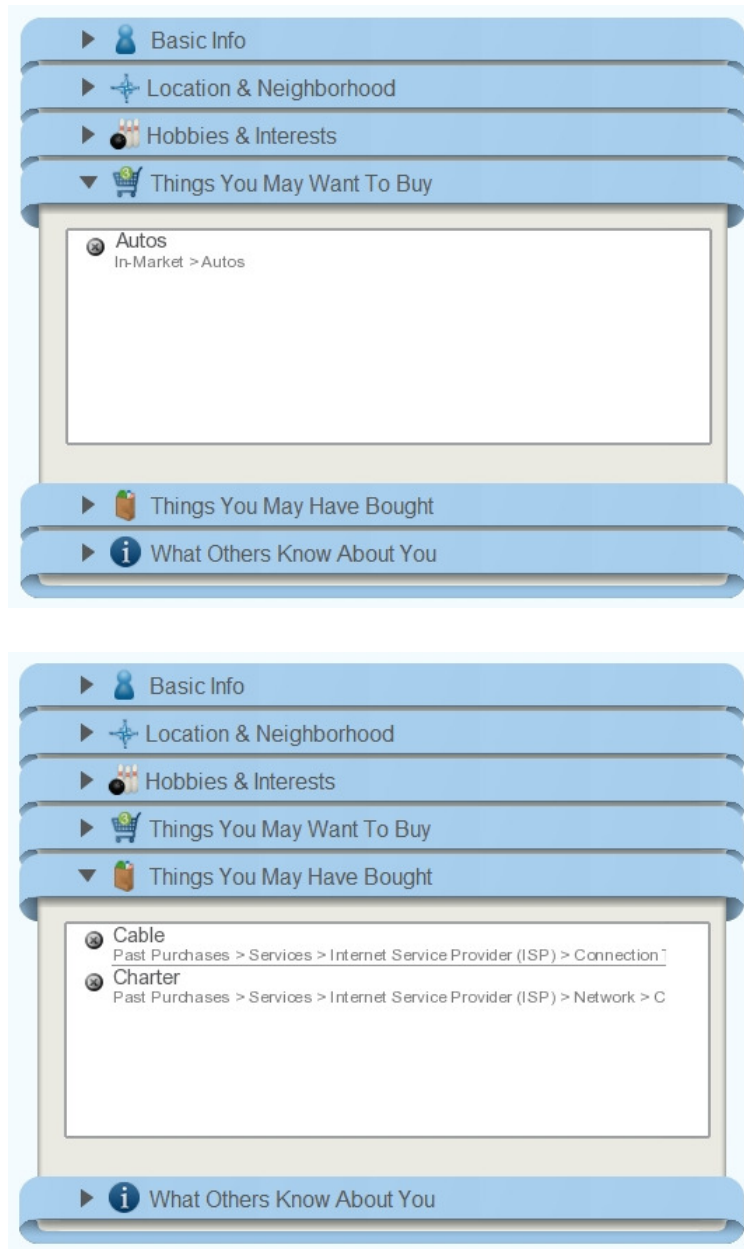 Basic Info
Location & Neighborhood
Hobbies & Interests
Things You May Want To Buy
Autos
In-Market > Autos
Things You May Have Bought
What Others Know About You
Basic Info
Location & Neighborhood
Hobbies & Interests
Things You May Want To Buy
Things You May Have Bought
Cable
Past Purchases > Services > Internet Service Provider (ISP) > Connection
Charter
Past Purchases > Services > Internet Service Provider (ISP) > Network > C
What Others Know About You